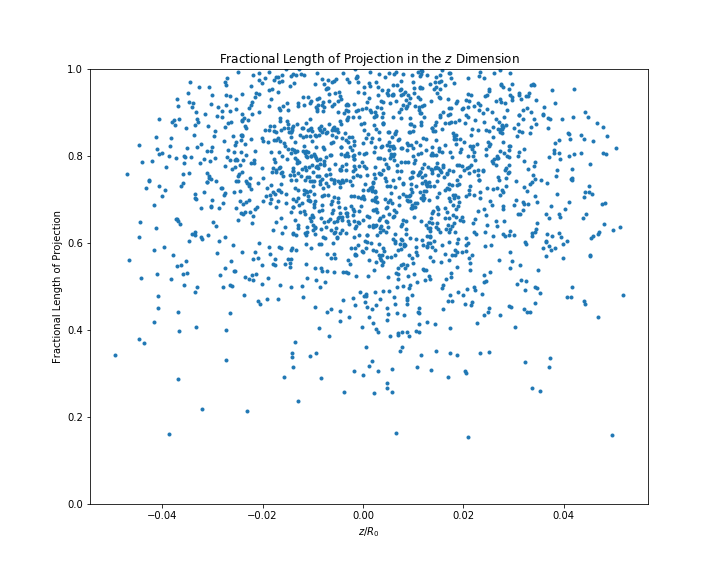 Fractional Length of Projection in the z Dimension
Fractional Length of Projection
1.0
0.8
0.6
0.4
0.2
0.0
−0.04 −0.02 0.00 0.02 0.04
z/R₀